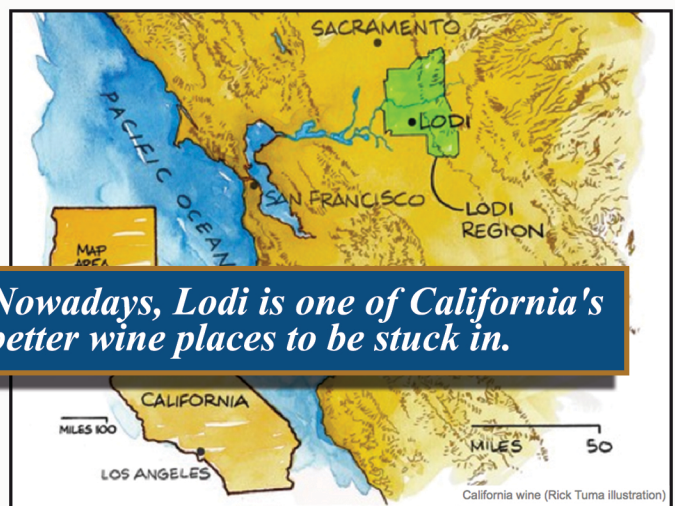 SACRAMENTO
PACIFIC OCEAN
LODI
SAN FRANCISCO
LODI
REGION
MAP
AREA
Nowadays, Lodi is one of California's
better wine places to be stuck in.
CALIFORNIA
MILES 100
LOS ANGELES
MILES 50
California wine (Rick Tuma illustration)